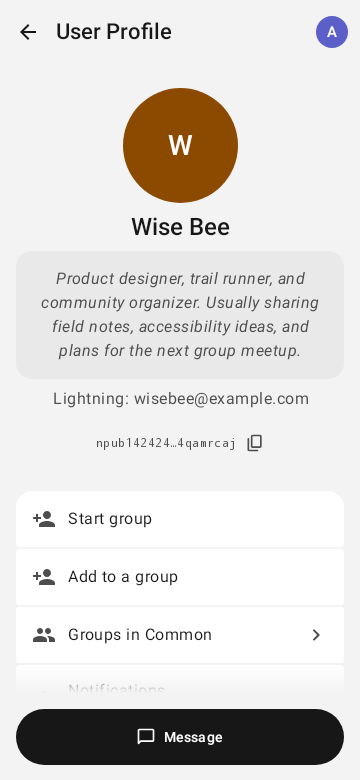 User Profile
A
W
Wise Bee
Product designer, trail runner, and
community organizer. Usually sharing
field notes, accessibility ideas, and
plans for the next group meetup.
Lightning: wisebee@example.com
npub142424…4qamrcaj
Start group
Add to a group
Groups in Common
Notifications
Message